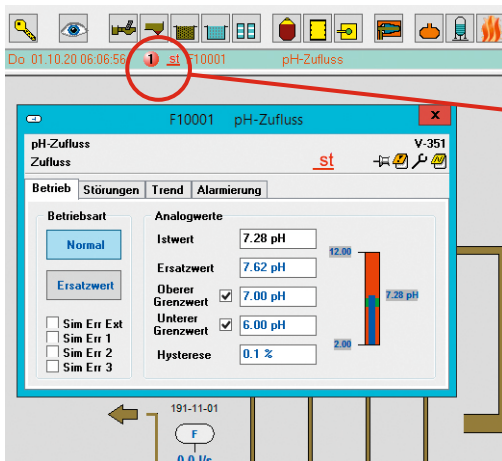 Do 01.10.20 06:06:56 1 st F10001 pH-Zufluss
F10001 pH-Zufluss x
pH-Zufluss V-351
Zufluss st
Betrieb Störungen Trend Alarmierung
Betriebsart
Normal
Ersatzwert
Sim Err Ext
Sim Err 1
Sim Err 2
Sim Err 3
Analogwerte
Istwert 7.28 pH
Ersatzwert 7.62 pH
Oberer
Grenzwert 7.00 pH
Unterer
Grenzwert 6.00 pH
Hysterese 0.1 %
12.00
7.28 pH
2.00
191-11-01
F
0.0 l/s